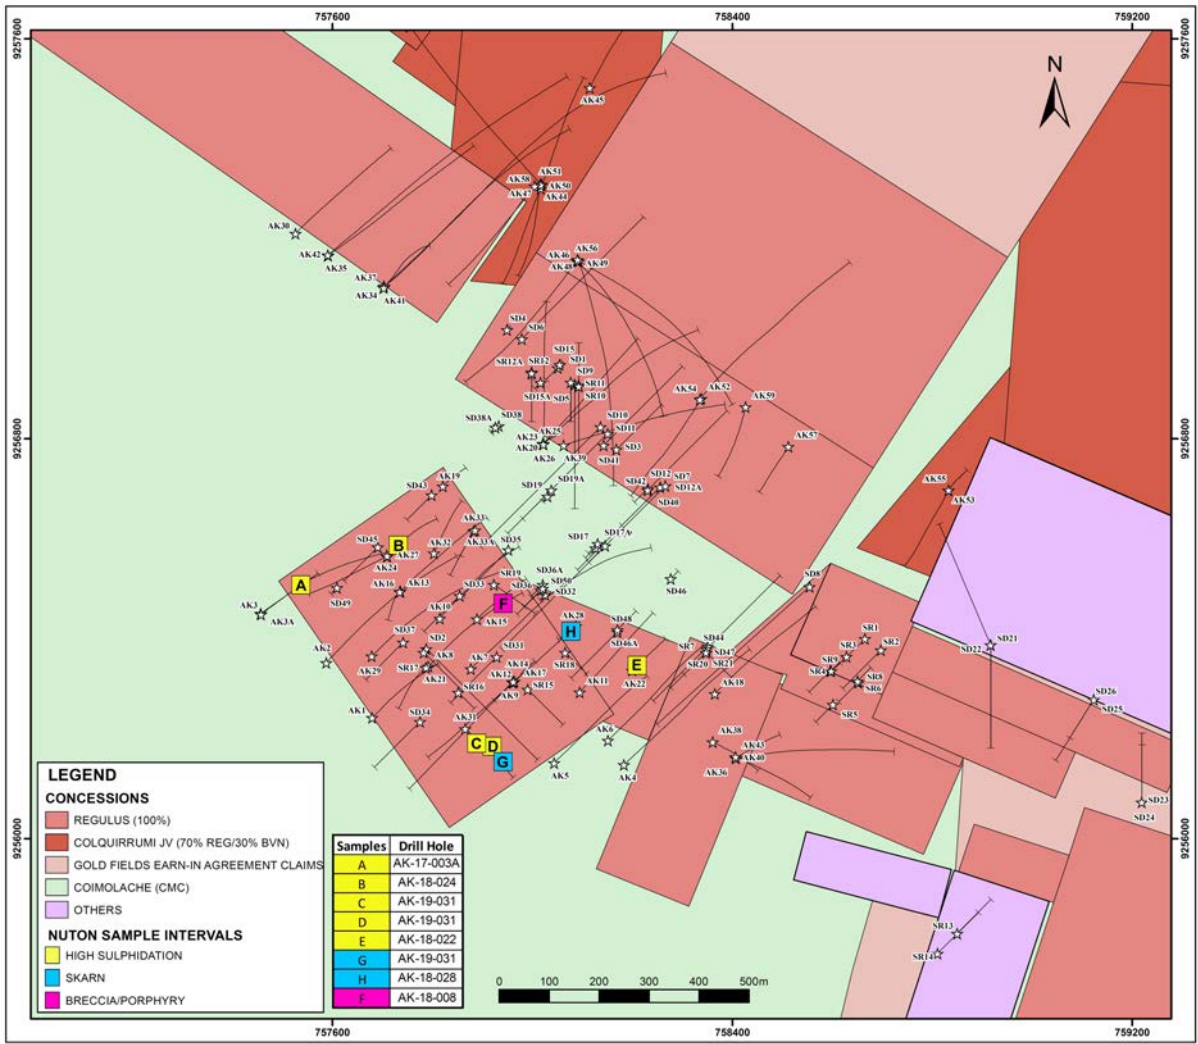 757600 758400 759200
9257600 9257600
N
AK45
AK58 AK51
AK50
AK47 AK44
AK30
AK42
AK35
AK56
AK46
AK48 AK49
AK37
AK34 AK41
SD4
SD6
SD15
SR12A SR12 SD1
SD9
SR11
SD15A SD5 SR10
AK54 AK52
AK59
SD38A SD38
SD10
AK25
AK23 SD11
AK20
AK26 AK39 SD41 SD3
AK57
9256800 9256800
SD12 SD7
SD42 SD12A
SD40
AK19
SD43
SD19 SD19A
AK55
AK53
AK33
AK33A
SD17 SD17A
SD45 B
AK27
AK24
AK32
SD35
A
SD49
AK16 AK13
SR19 SD36A
SD36 SD50
SD32
SD33
SD46
SD8
AK3
AK3A
F
AK10 AK15
AK28
H
SD48
SD46A
SD37
SD2
AK8
SD31
SR7 SD44
SD47
SR20 SR21
SR1
SR3 SR2
SR9
SR4 SR8
SR6
SR5
SD21
SD22
AK2
AK29
SR17
AK21
AK7 AK14
AK12 AK17
AK9 SR15
SR16
SR18
E
AK22
AK11
AK18
SD26
SD25
AK1
SD34
AK31
AK6
AK38
AK43
AK40
AK36
C D
G
AK5 AK4
SD23
SD24
SR13
SR14
9256000 9256000
LEGEND
CONCESSIONS
REGULUS (100%)
COLQUIRRUMI JV (70% REG/30% BVN)
GOLD FIELDS EARN-IN AGREEMENT CLAIMS
COIMOLACHE (CMC)
OTHERS
NUTON SAMPLE INTERVALS
HIGH SULPHIDATION
SKARN
BRECCIA/PORPHYRY
Samples Drill Hole
A AK-17-003A
B AK-18-024
C AK-19-031
D AK-19-031
E AK-18-022
G AK-19-031
H AK-18-028
F AK-18-008
0 100 200 300 400 500m
757600 758400 759200